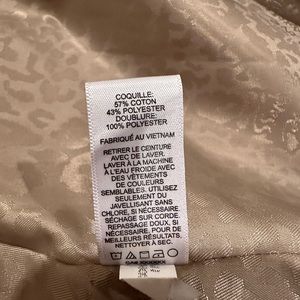 COQUILLE:
57% COTON
43% POLYESTER
DOUBLURE:
100% POLYESTER
FABRIQUÉ AU VIETNAM
RETIRER LE CEINTURE
AVEC DE LAVER.
LAVER À LA MACHINE
À L'EAU FROIDE AVEC
DES VÊTEMENTS
DE COULEURS
SEMBLABLES. UTILISEZ
SEULEMENT DU
JAVELLISANT SANS
CHLORE, SI NÉCESSAIRE.
SÉCHAGE SUR CORDE.
REPASSAGE DOUX,
SI NÉCESSAIRE. POUR DE
MEILLEURS RÉSULTATS,
NETTOYER À SEC.